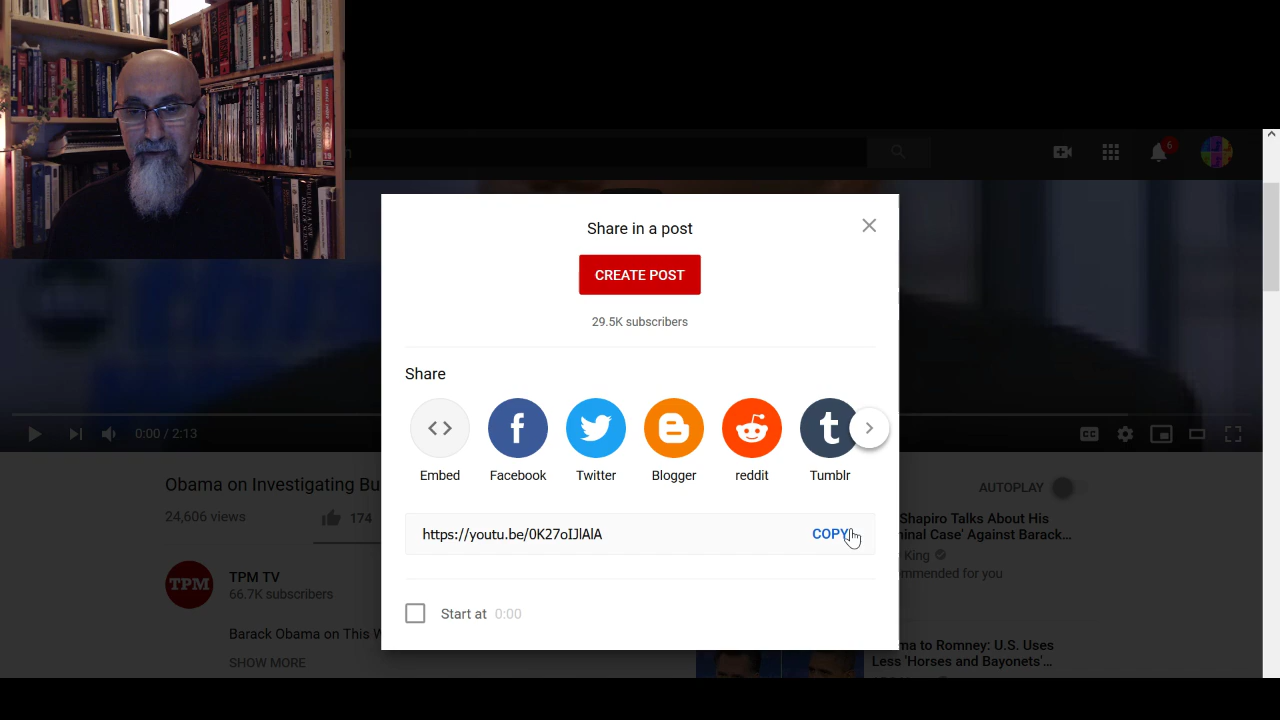 6
Share in a post
CREATE POST
29.5K subscribers
Share
Embed
Facebook
Twitter
Blogger
reddit
Tumblr
https://youtu.be/0K27oIJlAlA
COPY
Start at 0:00
0:00 / 2:13
CC
Obama on Investigating Bu
24,606 views
174
TPM
TPM TV
66.7K subscribers
Barack Obama on This W
SHOW MORE
AUTOPLAY
Shapiro Talks About His
inal Case' Against Barack...
King
mmended for you
ma to Romney: U.S. Uses
Less 'Horses and Bayonets'...